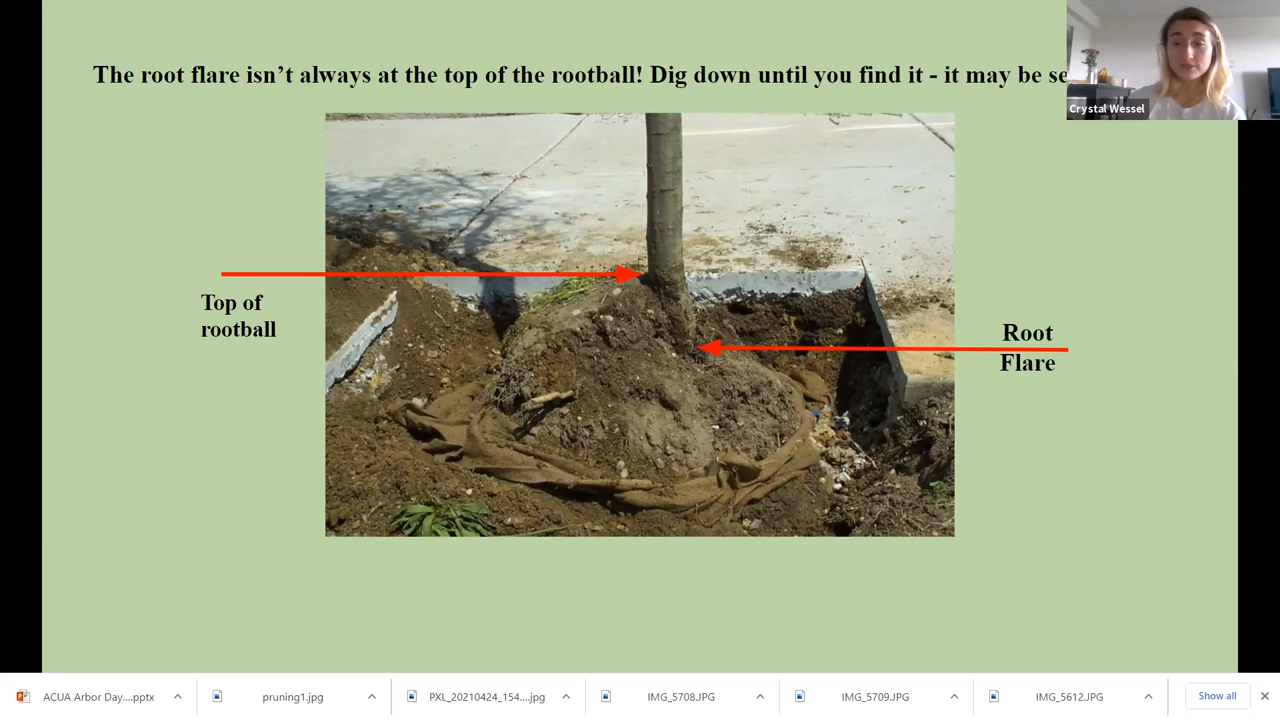 The root flare isn't always at the top of the rootball! Dig down until you find it - it may be
Crystal Wessel
Top of
rootball
Root
Flare
ACUA Arbor Day....pptx
pruning1.jpg
PXL_20210424_154....jpg
IMG_5708.JPG
IMG_5709.JPG
IMG_5612.JPG
Show all